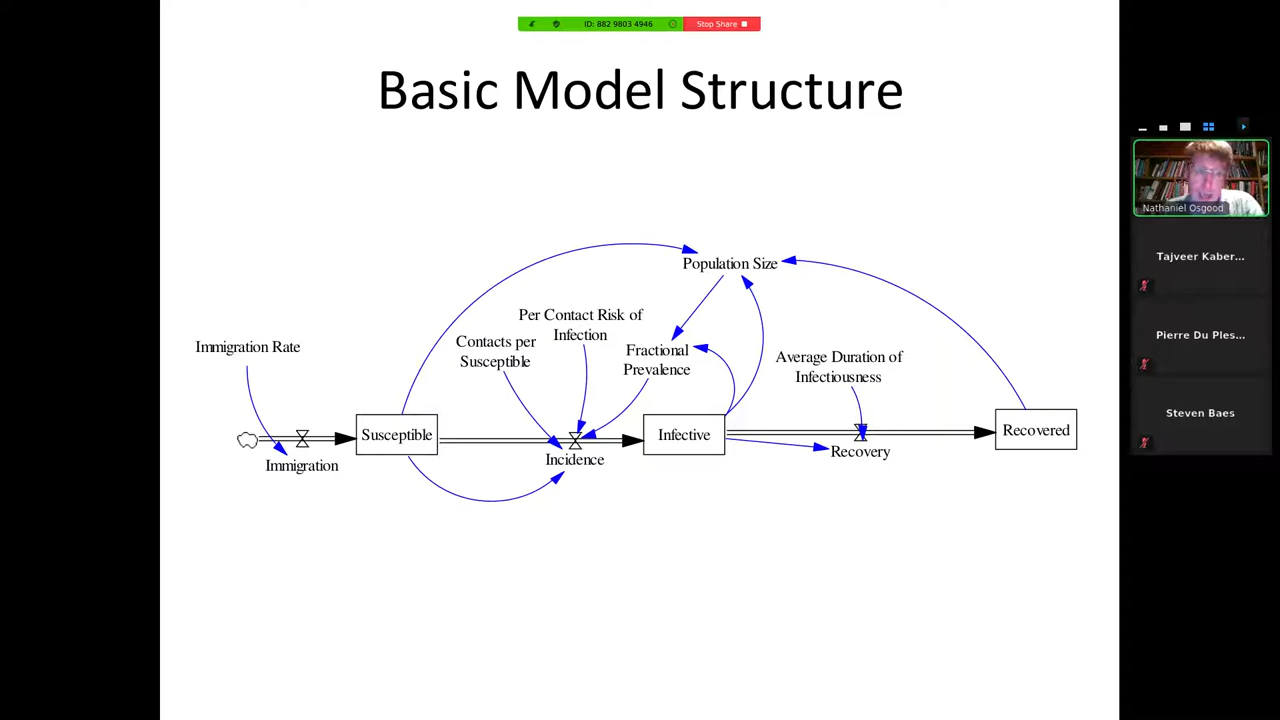 ID: 882 9803 4946
Stop Share
Basic Model Structure
Population Size
Per Contact Risk of
Infection
Contacts per
Susceptible
Fractional
Prevalence
Immigration Rate
Average Duration of
Infectiousness
Susceptible
Infective
Recovered
Immigration
Incidence
Recovery
Nathaniel Osgood
Tajveer Kaber...
Pierre Du Ples...
Steven Baes